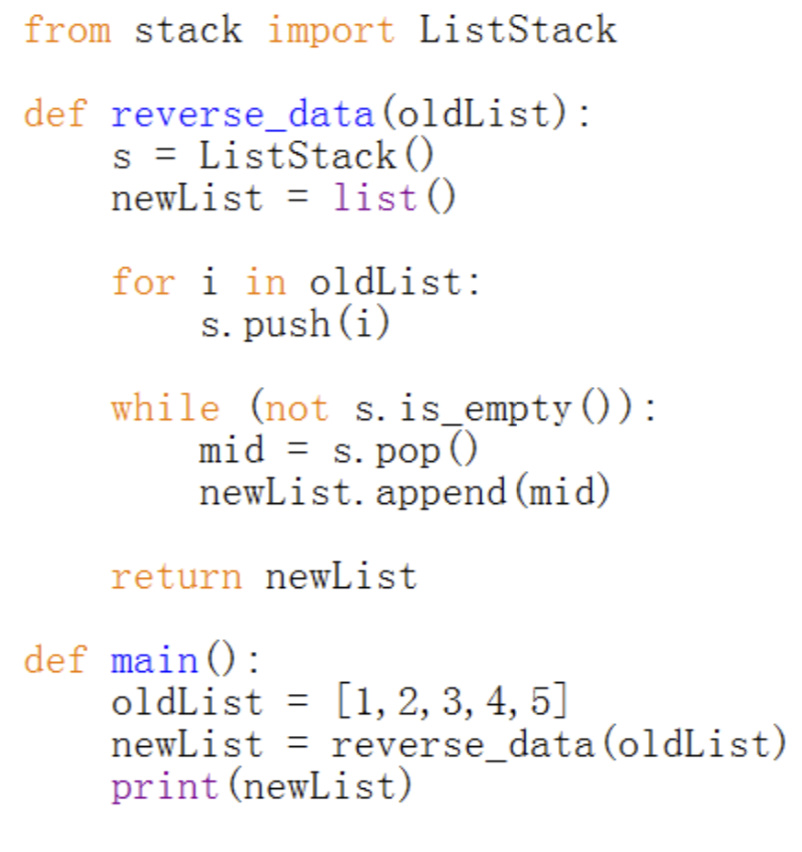 from stack import ListStack
def reverse_data(oldList):
    s = ListStack()
    newList = list()
    for i in oldList:
        s.push(i)
    while (not s.is_empty()):
        mid = s.pop()
        newList.append(mid)
    return newList
def main():
    oldList = [1,2,3,4,5]
    newList = reverse_data(oldList)
    print(newList)